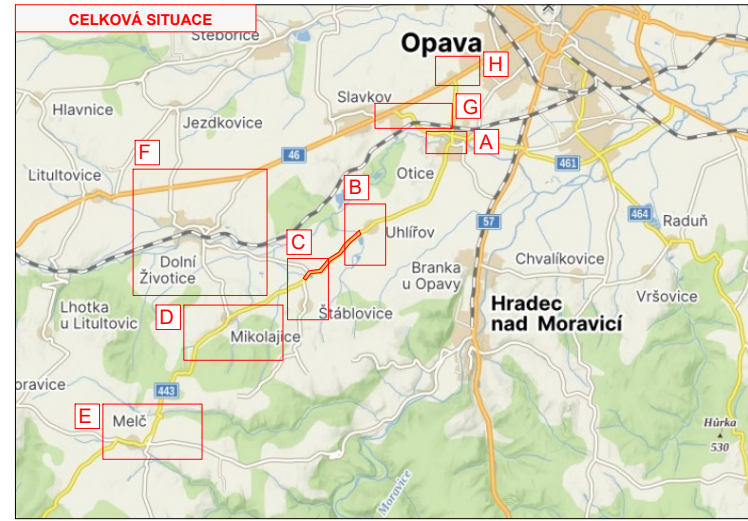 CELKOVÁ SITUACE
Stěbořice
Opava
H
Hlavnice
Slavkov
G
Jezdkovice
A
F
46
461
Litultovice
Otice
B
464
Raduň
57
Uhlířov
C
Chvalíkovice
Dolní
Životice
Branka
u Opavy
Vršovice
Lhotka
u Litultovic
Hradec
nad Moravicí
D
Štáblovice
Mikolajice
oravice
443
E
Melč
Hůrka
530
Moravice